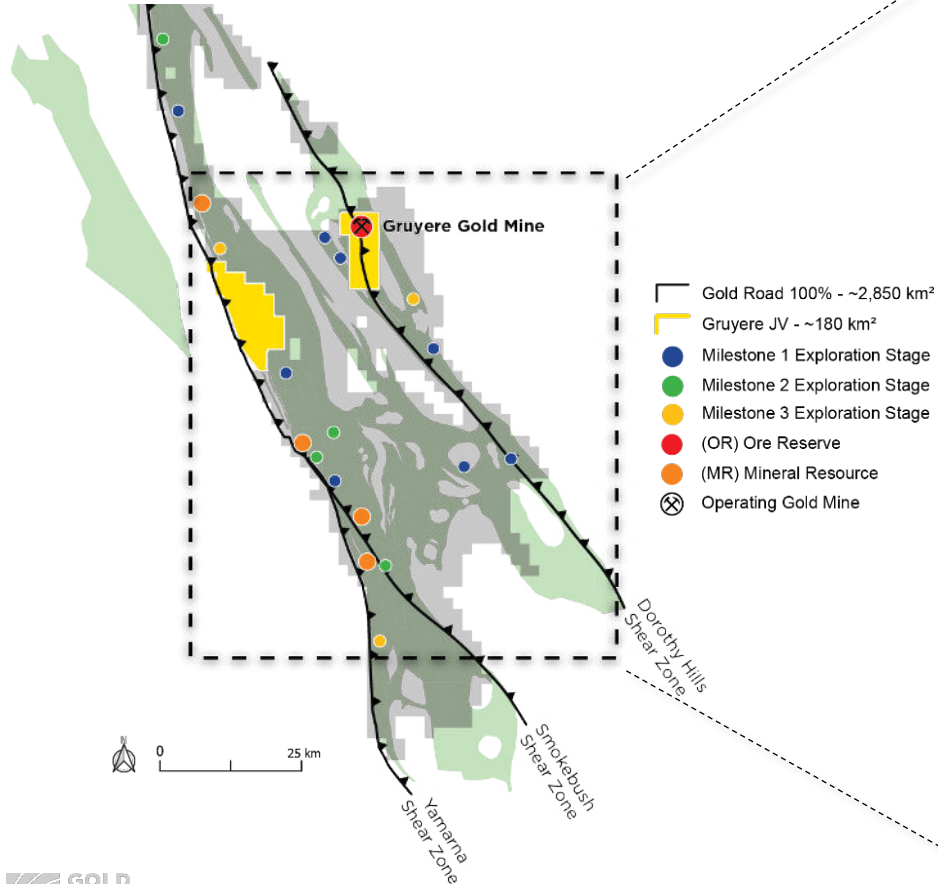 Gruyere Gold Mine
Gold Road 100% - ~2,850 km²
Gruyere JV - ~180 km²
Milestone 1 Exploration Stage
Milestone 2 Exploration Stage
Milestone 3 Exploration Stage
(OR) Ore Reserve
(MR) Mineral Resource
Operating Gold Mine
Dorothy Hills
Shear Zone
Smokebush
Shear Zone
Yamarna
Shear Zone
N
0
25 km
GOLD